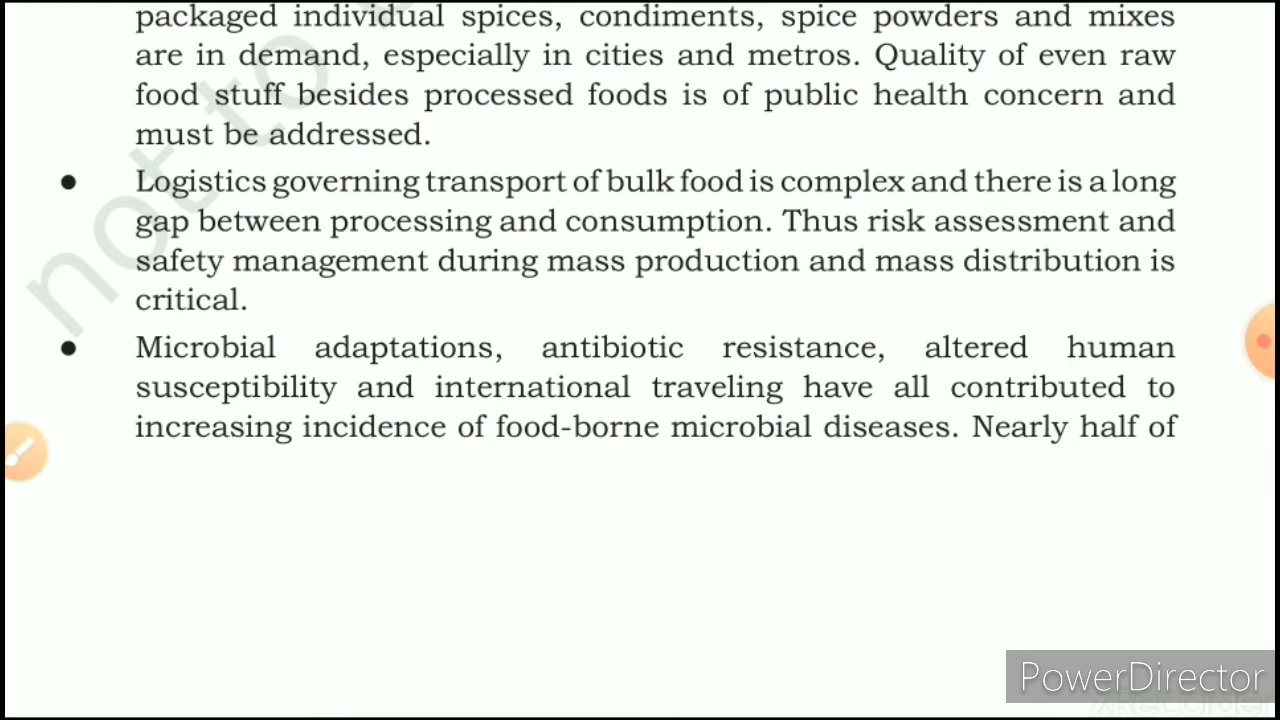 packaged individual spices, condiments, spice powders and mixes
are in demand, especially in cities and metros. Quality of even raw
food stuff besides processed foods is of public health concern and
must be addressed.
● Logistics governing transport of bulk food is complex and there is a long
gap between processing and consumption. Thus risk assessment and
safety management during mass production and mass distribution is
critical.
● Microbial adaptations, antibiotic resistance, altered human
susceptibility and international traveling have all contributed to
increasing incidence of food-borne microbial diseases. Nearly half of
not to
PowerDirector